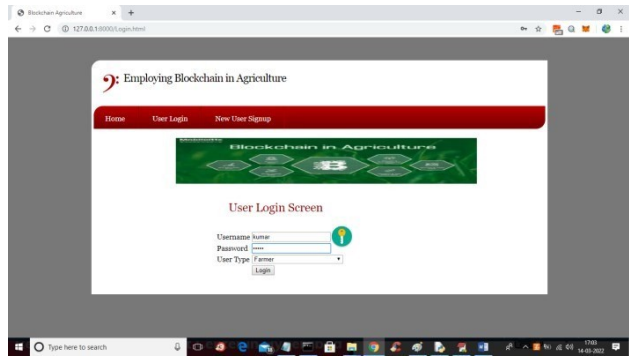 Blockchain Agriculture
127.0.0.1:8000/Login.html
Employing Blockchain in Agriculture
Home User Login New User Signup
Blockchain in Agriculture
User Login Screen
Username kumar
Password •••••
User Type Farmer
Login
Type here to search
17:03
14-03-2022